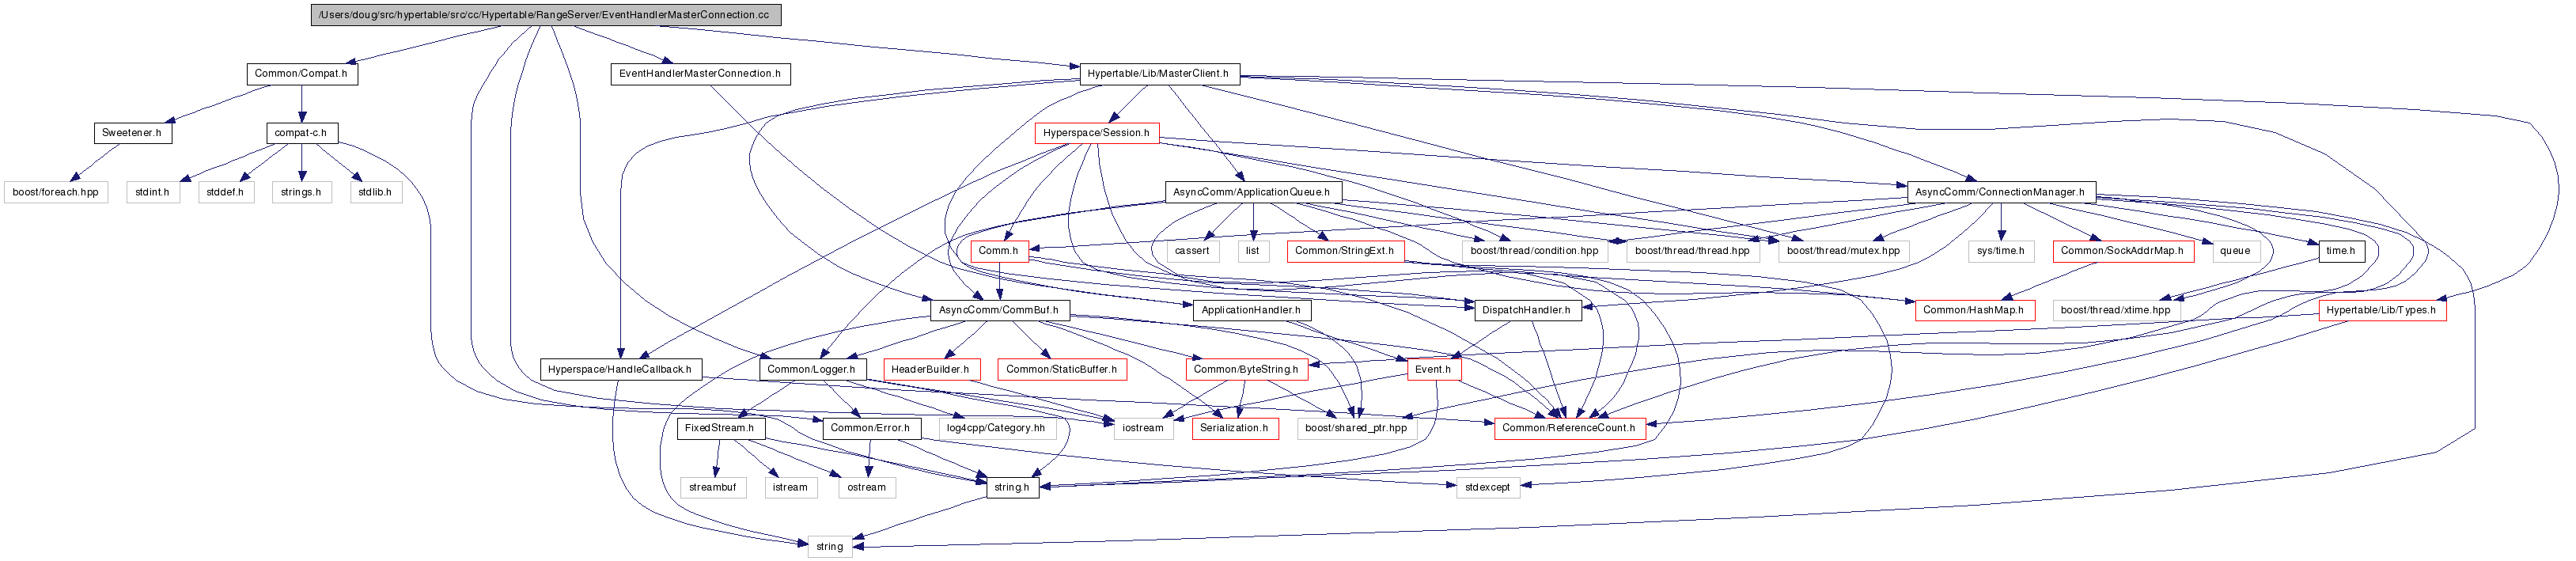 /Users/doug/src/hypertable/src/cc/Hypertable/RangeServer/EventHandlerMasterConnection.cc
Common/Compat.h
EventHandlerMasterConnection.h
Hypertable/Lib/MasterClient.h
Sweetener.h
compat-c.h
Hyperspace/Session.h
boost/foreach.hpp
stdint.h
stddef.h
strings.h
stdlib.h
AsyncComm/ApplicationQueue.h
AsyncComm/ConnectionManager.h
Comm.h
cassert
list
Common/StringExt.h
boost/thread/condition.hpp
boost/thread/thread.hpp
boost/thread/mutex.hpp
sys/time.h
Common/SockAddrMap.h
queue
time.h
AsyncComm/CommBuf.h
ApplicationHandler.h
DispatchHandler.h
Common/HashMap.h
boost/thread/xtime.hpp
Hypertable/Lib/Types.h
Hyperspace/HandleCallback.h
Common/Logger.h
HeaderBuilder.h
Common/StaticBuffer.h
Common/ByteString.h
Event.h
FixedStream.h
Common/Error.h
log4cpp/Category.hh
iostream
Serialization.h
boost/shared_ptr.hpp
Common/ReferenceCount.h
streambuf
istream
ostream
string.h
stdexcept
string